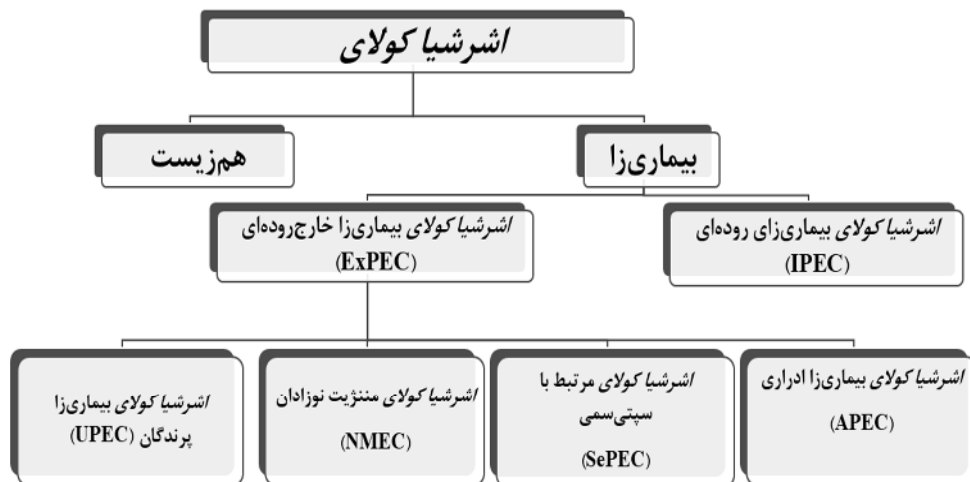 اشرشیا کولای
بیماری‌زا
هم‌زیست
اشرشیا کولای بیماری‌زای روده‌ای
(IPEC)
اشرشیا کولای بیماری‌زا خارج‌روده‌ای
(ExPEC)
اشرشیا کولای بیماری‌زا ادراری
(APEC)
اشرشیا کولای مرتبط با
سپتی‌سمی
(SePEC)
اشرشیا کولای مننژیت نوزادان
(NMEC)
اشرشیا کولای بیماری‌زا
پرندگان (UPEC)